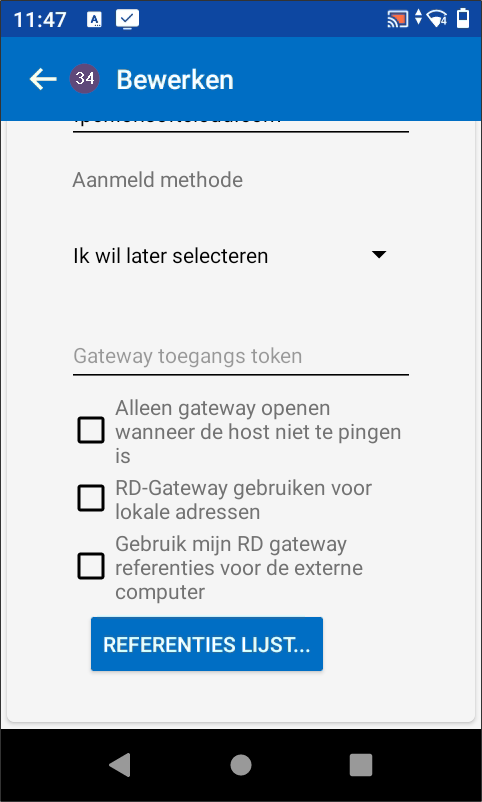 11:47
A
4
34 Bewerken
Aanmeld methode
Ik wil later selecteren
Gateway toegangs token
Alleen gateway openen
wanneer de host niet te pingen
is
RD-Gateway gebruiken voor
lokale adressen
Gebruik mijn RD gateway
referenties voor de externe
computer
REFERENTIES LIJST...